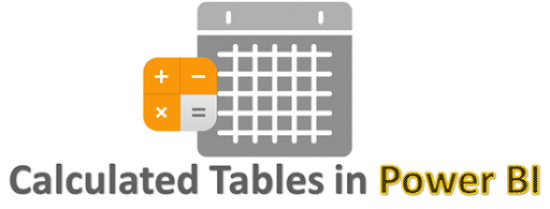 + −
× =
Calculated Tables in Power BI